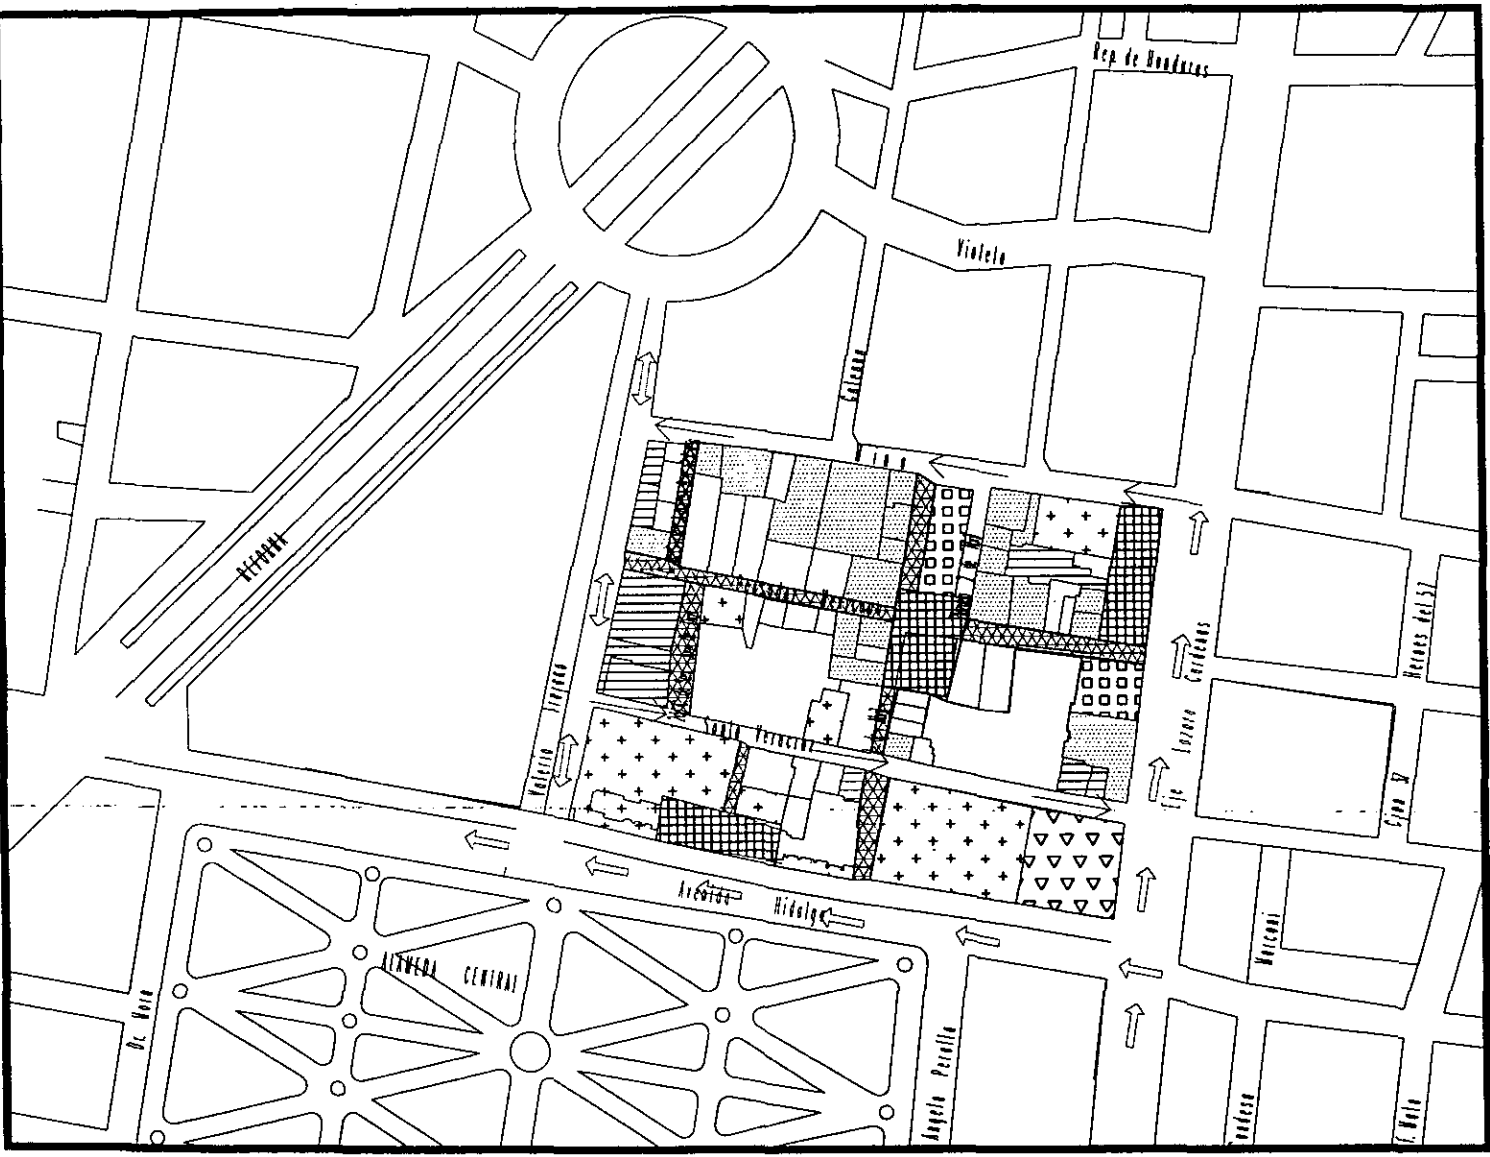 Rep. de Honduras
Violeta
Galeana
Mina
REFORMA
Heroes del 57
Eje Lazaro Cardenas
Valerio Trujano
Santa Veracruz
Avenida Hidalgo
ALAMEDA CENTRAL
Marconi
Dr. Mora
Angela Peralta
Condesa